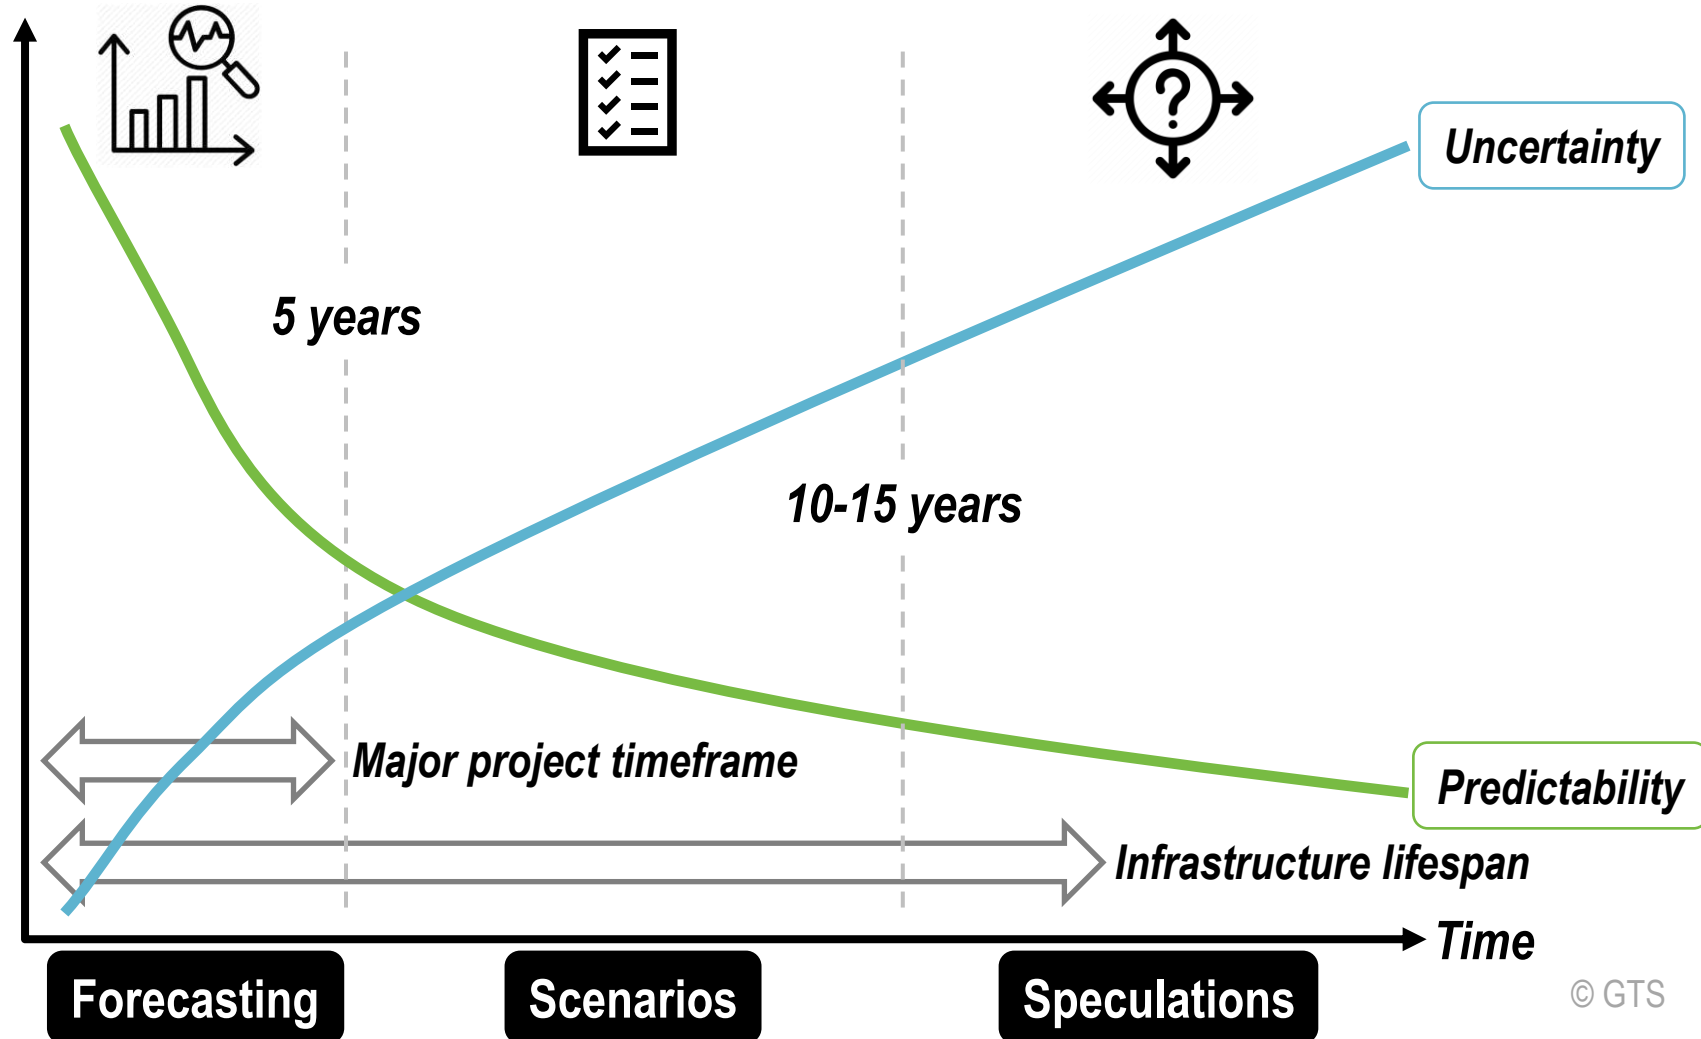 Uncertainty
5 years
10-15 years
Major project timeframe
Predictability
Infrastructure lifespan
Time
Forecasting
Scenarios
Speculations
© GTS